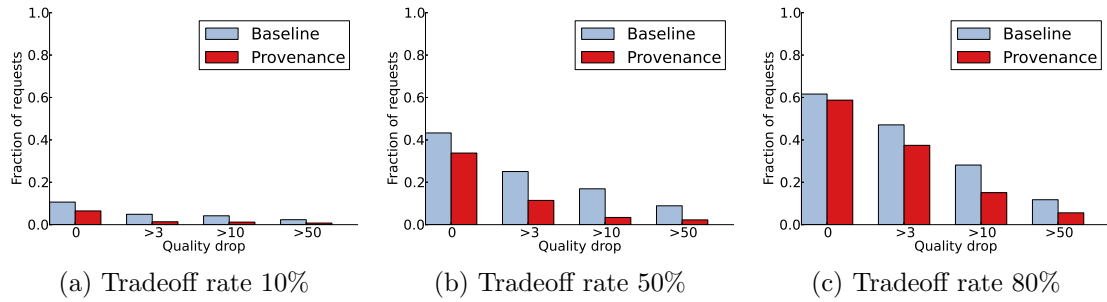 1.0
0.8
0.6
0.4
0.2
0.0
Fraction of requests
Baseline
Provenance
0 >3 >10 >50
Quality drop
(a) Tradeoff rate 10%
1.0
0.8
0.6
0.4
0.2
0.0
Fraction of requests
Baseline
Provenance
0 >3 >10 >50
Quality drop
(b) Tradeoff rate 50%
1.0
0.8
0.6
0.4
0.2
0.0
Fraction of requests
Baseline
Provenance
0 >3 >10 >50
Quality drop
(c) Tradeoff rate 80%